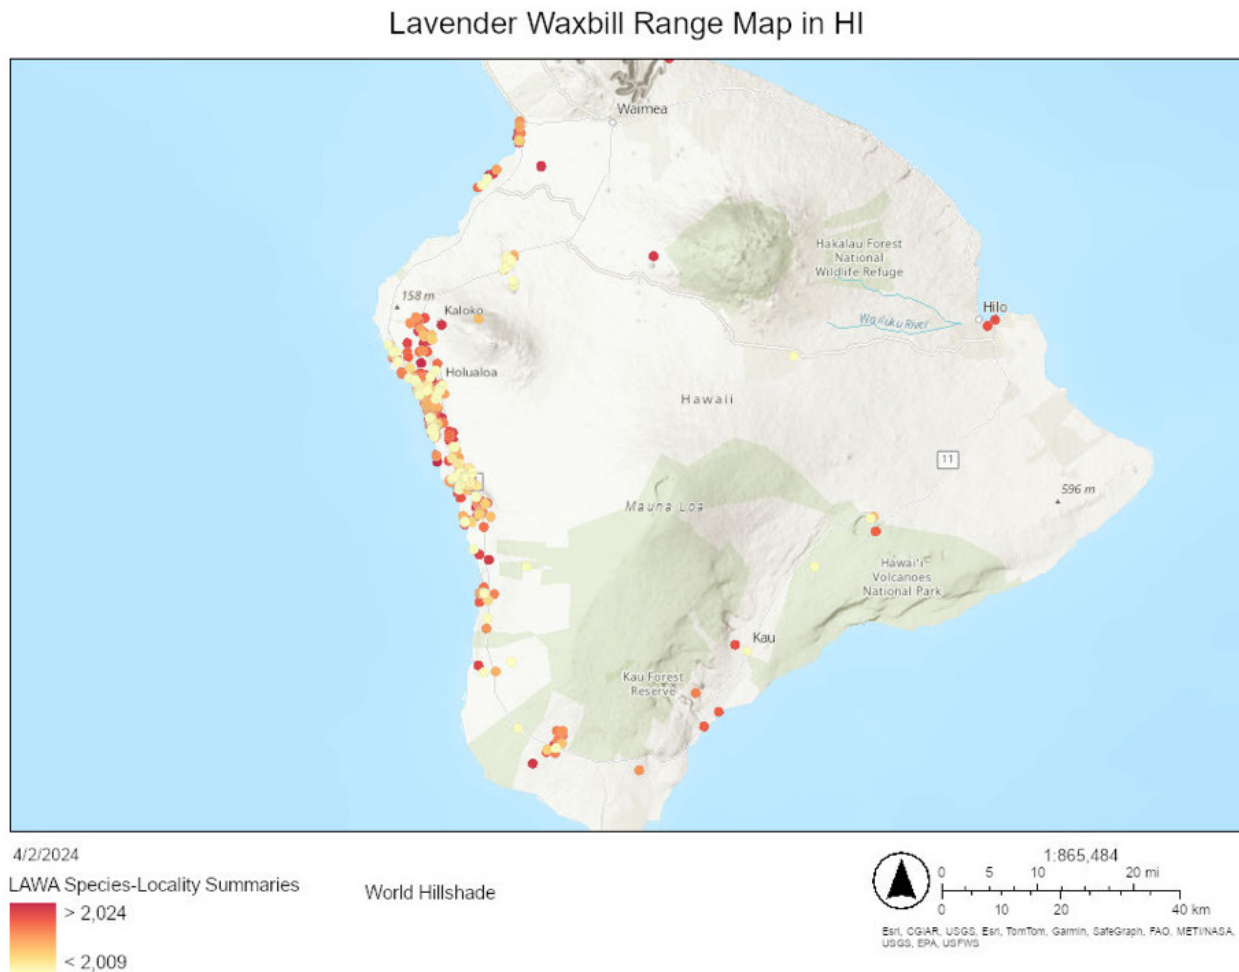 Lavender Waxbill Range Map in HI
Waimea
Hakalau Forest
National
Wildlife Refuge
158 m
Kaloko
Hilo
Wailuku River
Holualoa
Hawaii
11
596 m
Mauna Loa
Hawai'i
Volcanoes
National Park
Kau
Kau Forest
Reserve
4/2/2024
LAWA Species-Locality Summaries
> 2,024
< 2,009
World Hillshade
1:865,484
0 5 10 20 mi
0 10 20 40 km
Esri, CGIAR, USGS, Esri, TomTom, Garmin, SafeGraph, FAO, METI/NASA,
USGS, EPA, USFWS